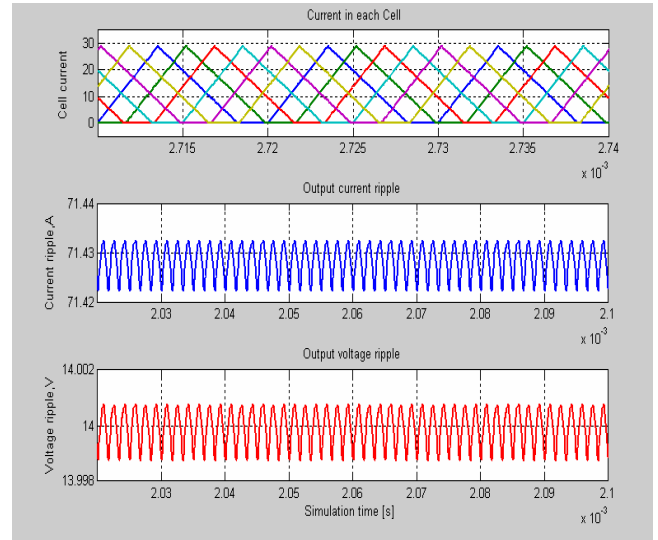 Current in each Cell
Cell current
30
20
10
0
2.715 2.72 2.725 2.73 2.735 2.74
x 10^-3
Output current ripple
Current ripple,A
71.44
71.43
71.42
2.03 2.04 2.05 2.06 2.07 2.08 2.09 2.1
x 10^-3
Output voltage ripple
Voltage ripple,V
14.002
14
13.998
2.03 2.04 2.05 2.06 2.07 2.08 2.09 2.1
Simulation time [s]
x 10^-3